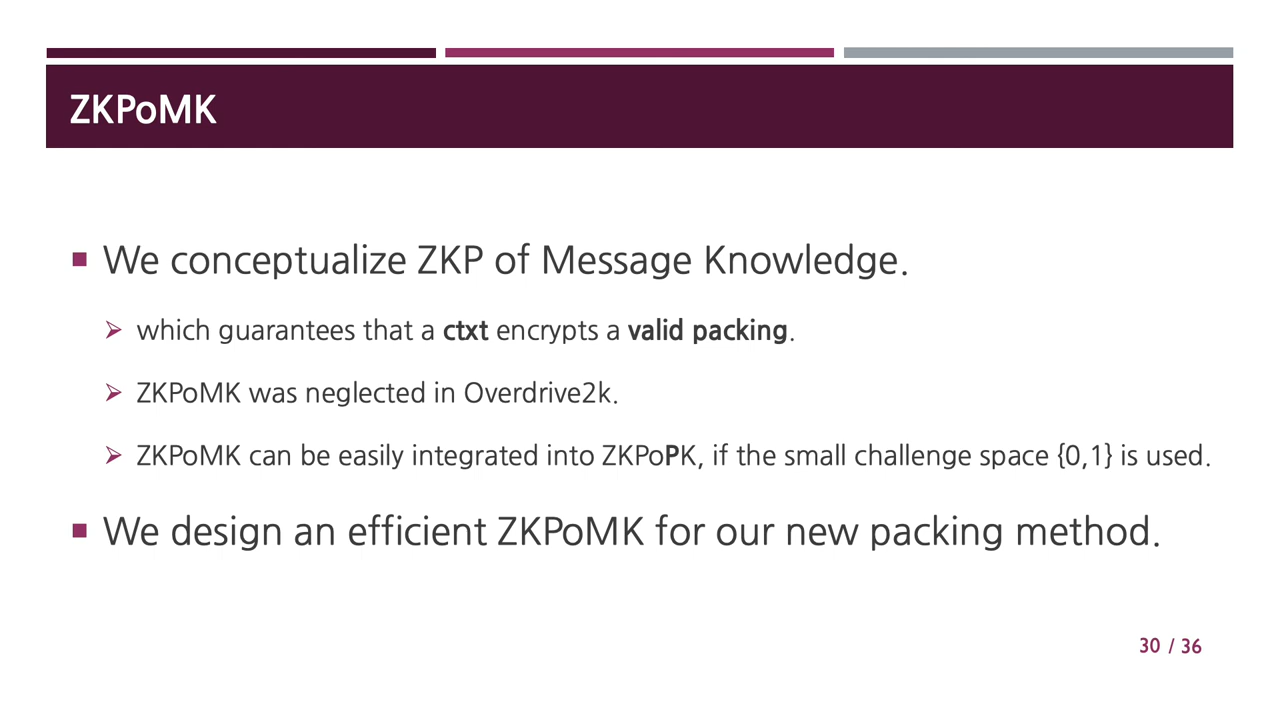 ZKPoMK
We conceptualize ZKP of Message Knowledge.
which guarantees that a ctxt encrypts a valid packing.
ZKPoMK was neglected in Overdrive2k.
ZKPoMK can be easily integrated into ZKPoPK, if the small challenge space {0,1} is used.
We design an efficient ZKPoMK for our new packing method.
30 / 36